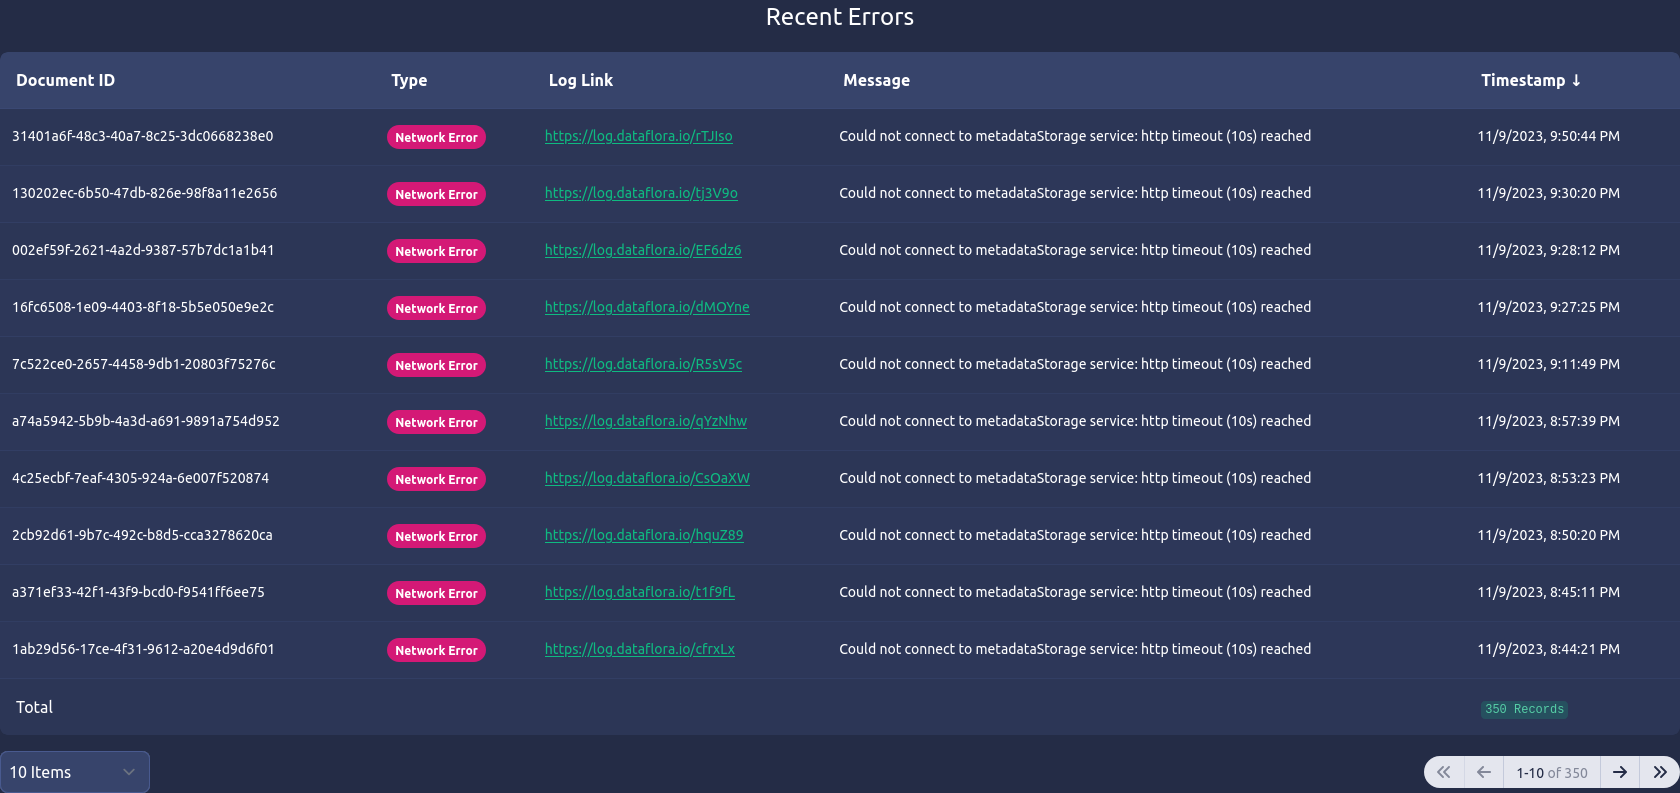 Recent Errors
Document ID Type Log Link Message Timestamp ↓
31401a6f-48c3-40a7-8c25-3dc0668238e0 Network Error https://log.dataflora.io/rTJIso Could not connect to metadataStorage service: http timeout (10s) reached 11/9/2023, 9:50:44 PM
130202ec-6b50-47db-826e-98f8a11e2656 Network Error https://log.dataflora.io/tj3V9o Could not connect to metadataStorage service: http timeout (10s) reached 11/9/2023, 9:30:20 PM
002ef59f-2621-4a2d-9387-57b7dc1a1b41 Network Error https://log.dataflora.io/EF6dz6 Could not connect to metadataStorage service: http timeout (10s) reached 11/9/2023, 9:28:12 PM
16fc6508-1e09-4403-8f18-5b5e050e9e2c Network Error https://log.dataflora.io/dMOYne Could not connect to metadataStorage service: http timeout (10s) reached 11/9/2023, 9:27:25 PM
7c522ce0-2657-4458-9db1-20803f75276c Network Error https://log.dataflora.io/R5sV5c Could not connect to metadataStorage service: http timeout (10s) reached 11/9/2023, 9:11:49 PM
a74a5942-5b9b-4a3d-a691-9891a754d952 Network Error https://log.dataflora.io/qYzNhw Could not connect to metadataStorage service: http timeout (10s) reached 11/9/2023, 8:57:39 PM
4c25ecbf-7eaf-4305-924a-6e007f520874 Network Error https://log.dataflora.io/CsOaXW Could not connect to metadataStorage service: http timeout (10s) reached 11/9/2023, 8:53:23 PM
2cb92d61-9b7c-492c-b8d5-cca3278620ca Network Error https://log.dataflora.io/hquZ89 Could not connect to metadataStorage service: http timeout (10s) reached 11/9/2023, 8:50:20 PM
a371ef33-42f1-43f9-bcd0-f9541ff6ee75 Network Error https://log.dataflora.io/t1f9fL Could not connect to metadataStorage service: http timeout (10s) reached 11/9/2023, 8:45:11 PM
1ab29d56-17ce-4f31-9612-a20e4d9d6f01 Network Error https://log.dataflora.io/cfrxLx Could not connect to metadataStorage service: http timeout (10s) reached 11/9/2023, 8:44:21 PM
Total 350 Records
10 Items 1-10 of 350